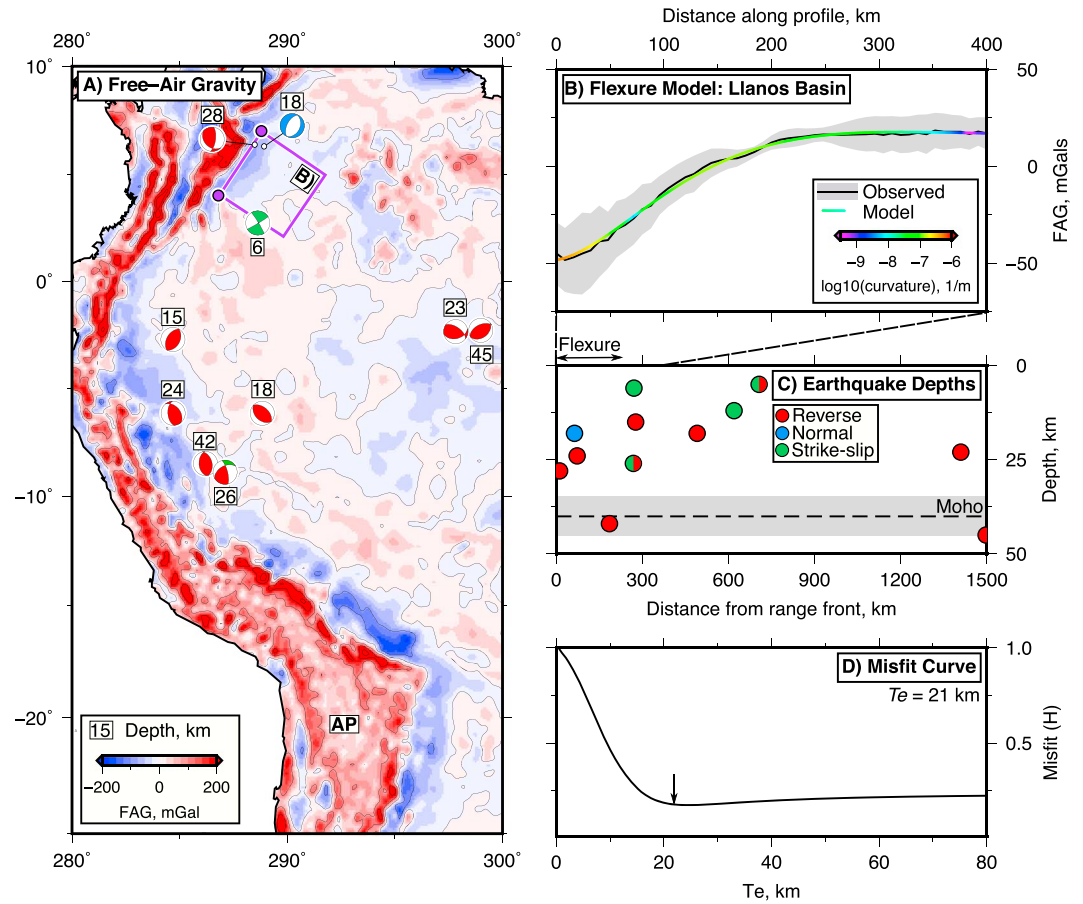 280°
290°
300°
10°
0°
−10°
−20°
280°
290°
300°
A) Free–Air Gravity
28
18
B)
6
15
23
45
24
18
42
26
AP
15 Depth, km
−200
0
200
FAG, mGal
Distance along profile, km
0
100
200
300
400
B) Flexure Model: Llanos Basin
50
0
−50
FAG, mGals
Observed
Model
−9
−8
−7
−6
log10(curvature), 1/m
Flexure
C) Earthquake Depths
Reverse
Normal
Strike-slip
Moho
0
25
50
Depth, km
0
300
600
900
1200
1500
Distance from range front, km
D) Misfit Curve
Te = 21 km
1.0
0.5
Misfit (H)
0
20
40
60
80
Te, km